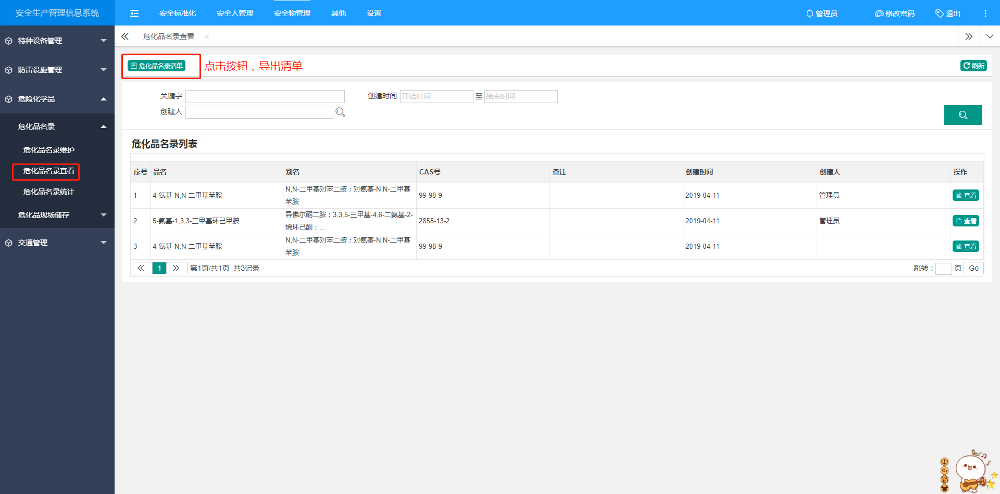 安全生产管理信息系统
安全标准化 安全人管理 安全物管理 其他 设置
管理员 修改密码 退出
特种设备管理
防雷设施管理
危险化学品
危化品名录
危化品名录维护
危化品名录查看
危化品名录统计
危化品现场储存
交通管理
危化品名录查看
危化品名录清单
点击按钮，导出清单
刷新
关键字 创建时间 开始时间 至 结束时间
创建人
危化品名录列表
序号 品名 别名 CAS号 备注 创建时间 创建人 操作
1 4-氨基-N,N-二甲基苯胺 N,N-二甲基对苯二胺；对氨基-N,N-二甲基
苯胺 99-98-9 2019-04-11 管理员 查看
2 5-氨基-1,3,3-三甲基环己甲胺 异佛尔酮二胺；3,3,5-三甲基-4,6-二氨基-2-
烯环己酮；... 2855-13-2 2019-04-11 管理员 查看
3 4-氨基-N,N-二甲基苯胺 N,N-二甲基对苯二胺；对氨基-N,N-二甲基
苯胺 99-98-9 2019-04-11 查看
1 第1页/共1页 共3记录 跳转： 页 Go
中
简